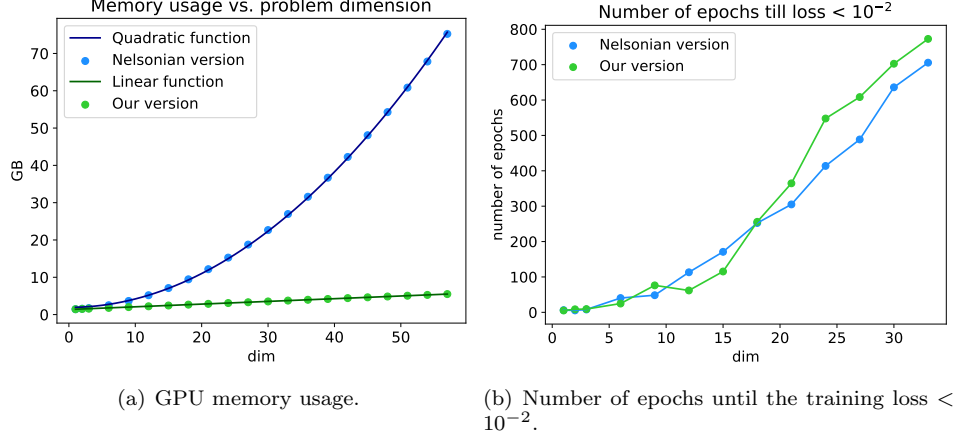 Memory usage vs. problem dimension
Quadratic function
Nelsonian version
Linear function
Our version
GB
70
60
50
40
30
20
10
0
0 10 20 30 40 50
dim
(a) GPU memory usage.
Number of epochs till loss < 10⁻²
Nelsonian version
Our version
number of epochs
800
700
600
500
400
300
200
100
0
0 5 10 15 20 25 30
dim
(b) Number of epochs until the training loss <
10⁻².